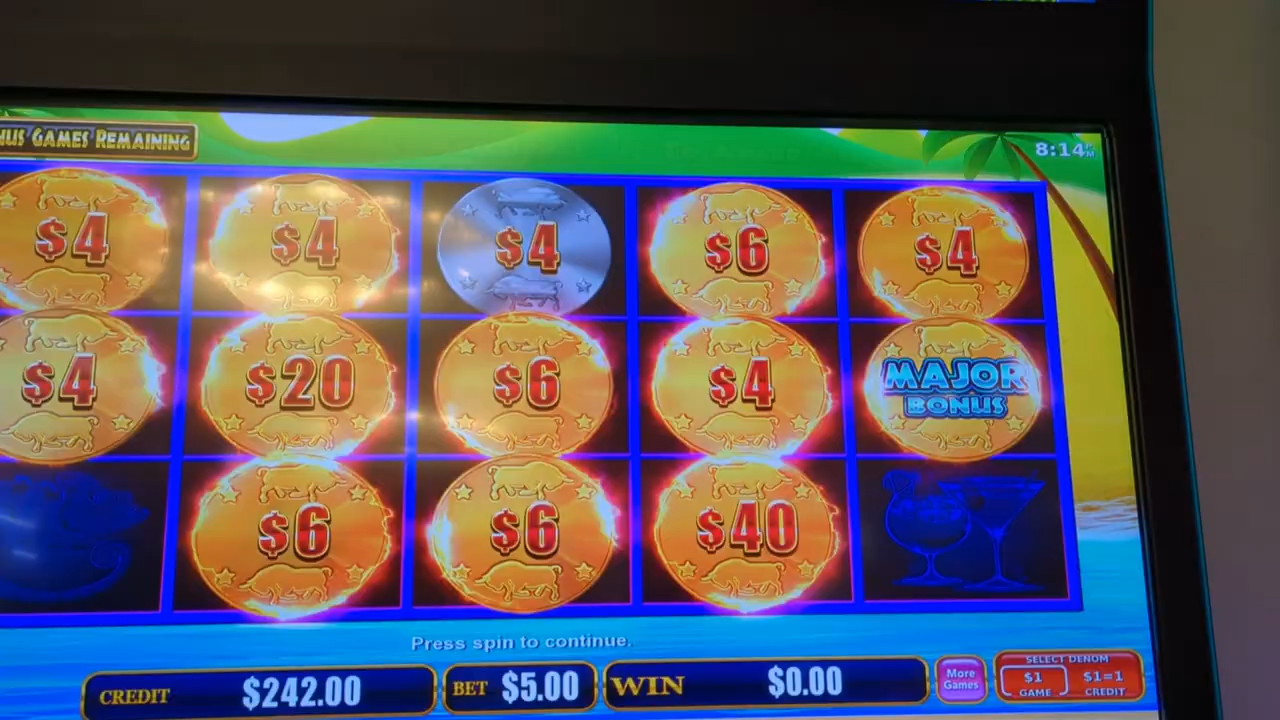 NUS GAMES REMAINING
8:14 PM
$4 $4 $4 $6 $4
$4 $20 $6 $4 MAJOR BONUS
$6 $6 $40
Press spin to continue.
CREDIT $242.00 BET $5.00 WIN $0.00
More Games
SELECT DENOM
$1 GAME
$1=1 CREDIT